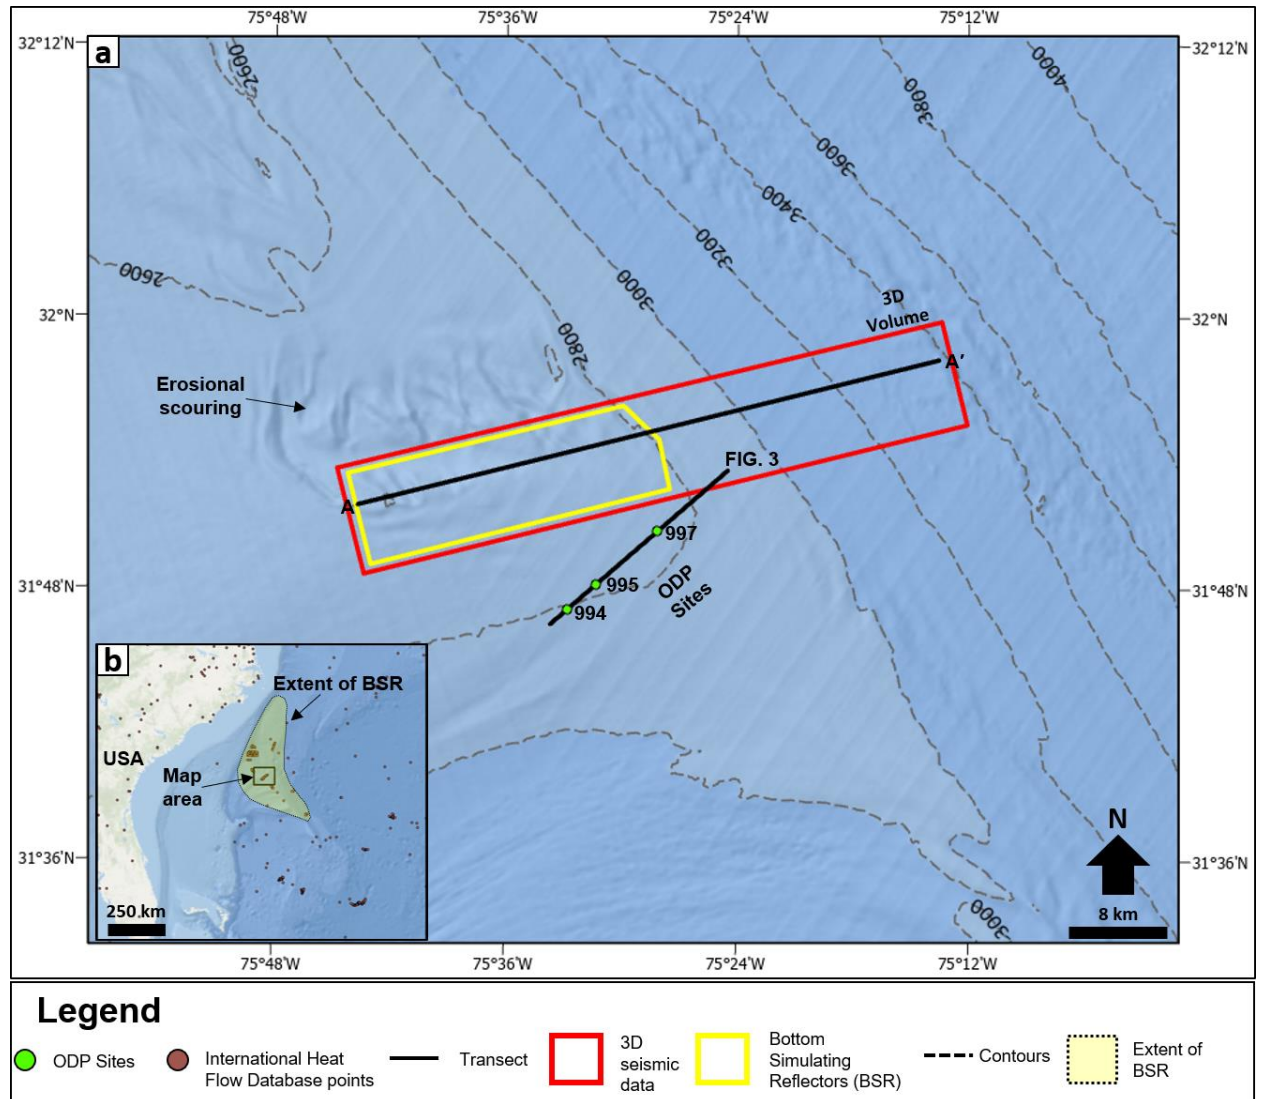 75°48'W 75°36'W 75°24'W 75°12'W
32°12'N 32°12'N
a
2600
4000
3800
3600
3400
3200
2600
3000
3D
Volume
32°N 32°N
2800
A'
Erosional
scouring
FIG. 3
A
997
995
ODP
Sites
994
31°48'N 31°48'N
b
Extent of BSR
USA
Map
area
250 km
N
31°36'N 31°36'N
3000
8 km
75°48'W 75°36'W 75°24'W 75°12'W
Legend
ODP Sites
International Heat
Flow Database points
Transect
3D
seismic
data
Bottom
Simulating
Reflectors (BSR)
Contours
Extent of
BSR